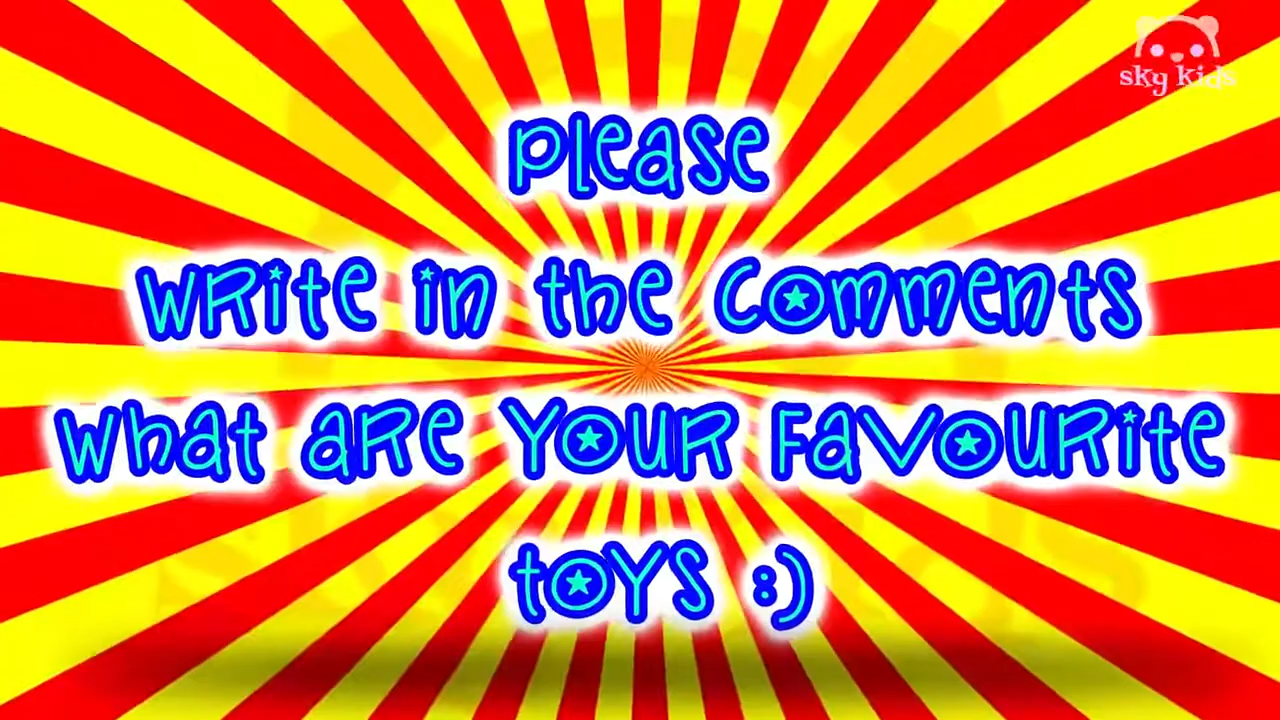 sky kids
Please
Write in the Comments
What are Your Favourite
toys :)